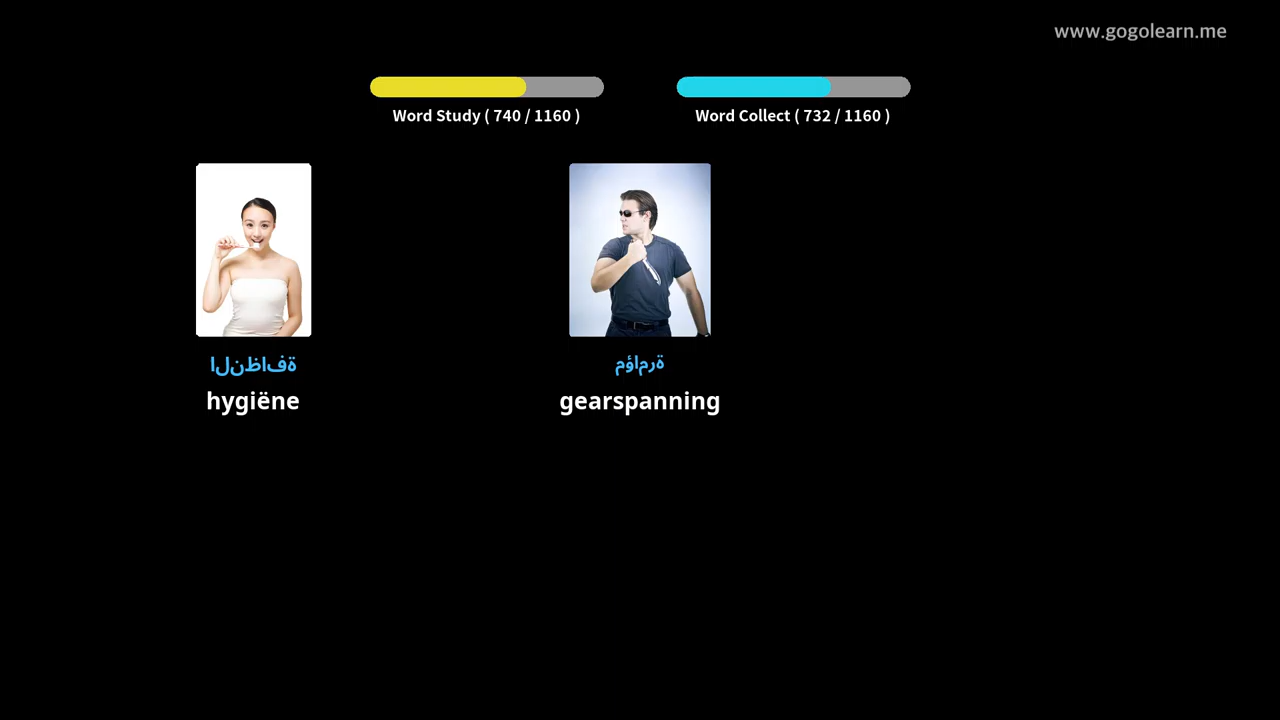 www.gogolearn.me
Word Study ( 740 / 1160 )
Word Collect ( 732 / 1160 )
النظافة
مؤامرة
hygiëne
gearspanning